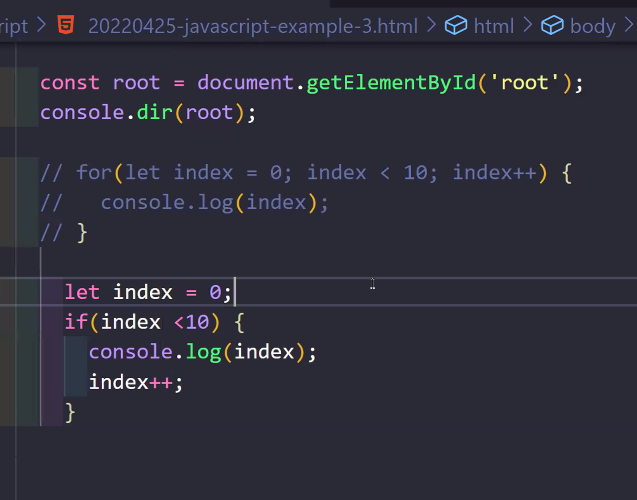 ript > 20220425-javascript-example-3.html > html > body >
const root = document.getElementById('root');
console.dir(root);
// for(let index = 0; index < 10; index++) {
//   console.log(index);
// }
let index = 0;
if(index <10) {
  console.log(index);
  index++;
}